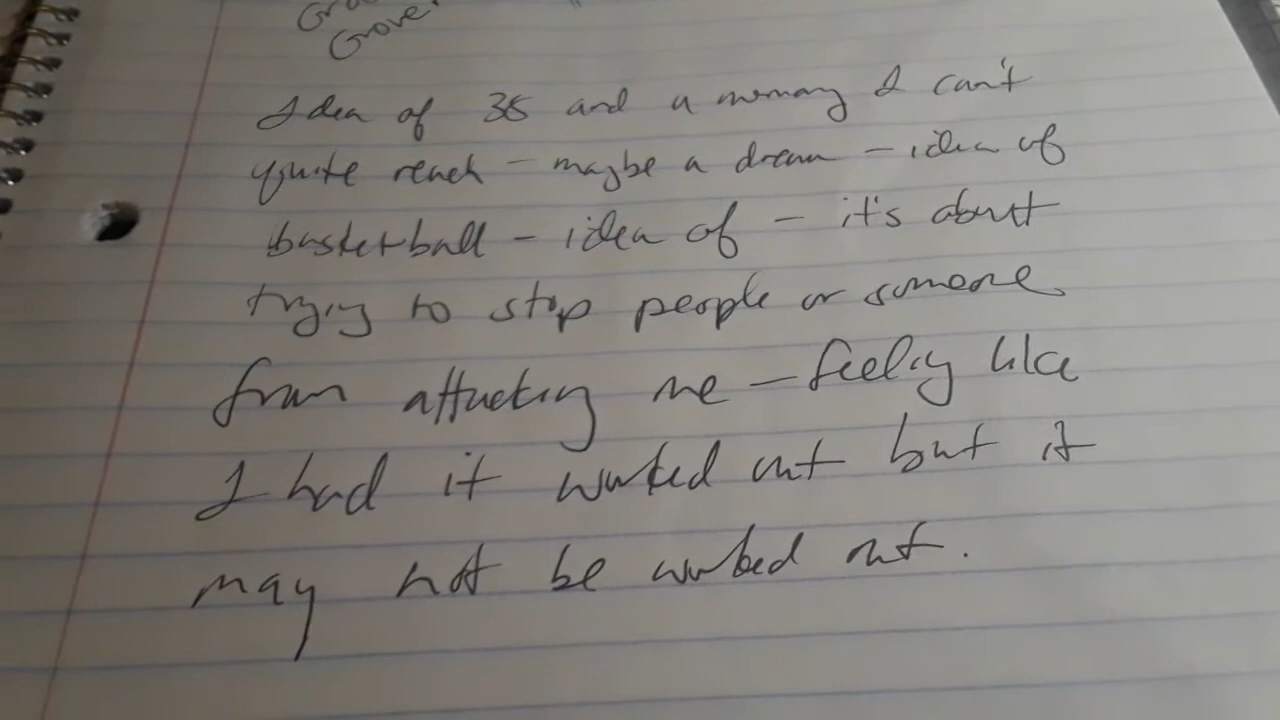 Grove
Idea of 35 and a memory I can't
quite reach – maybe a dream – idea of
basketball – idea of – it's about
trying to stop people or someone
from affecting me – feeling like
I had it worked out but it
may not be worked out.